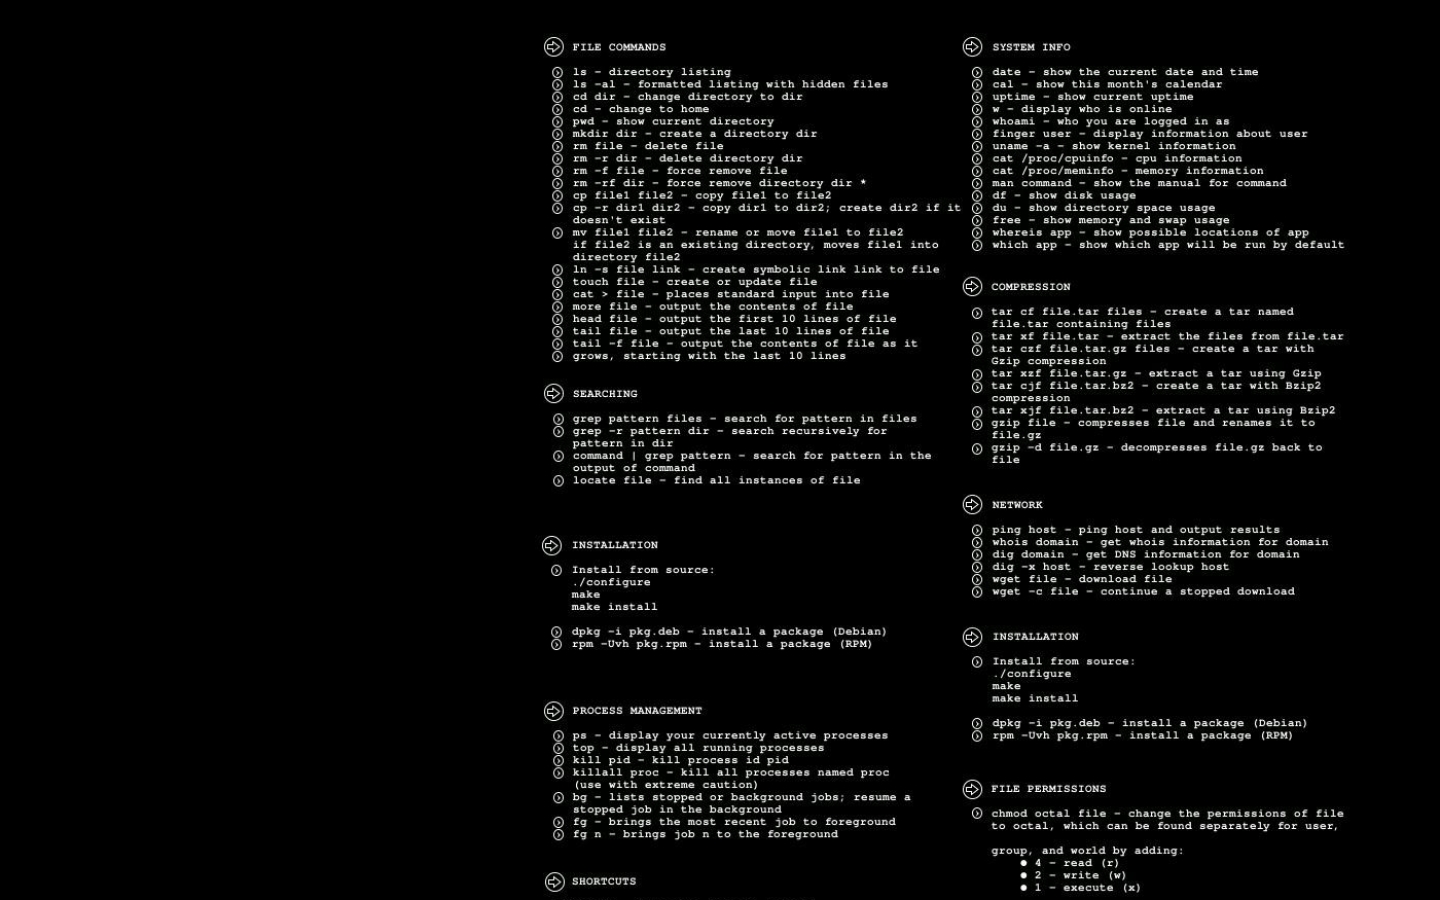 FILE COMMANDS
ls - directory listing
ls -al - formatted listing with hidden files
cd dir - change directory to dir
cd - change to home
pwd - show current directory
mkdir dir - create a directory dir
rm file - delete file
rm -r dir - delete directory dir
rm -f file - force remove file
rm -rf dir - force remove directory dir *
cp file1 file2 - copy file1 to file2
cp -r dir1 dir2 - copy dir1 to dir2; create dir2 if it
doesn't exist
mv file1 file2 - rename or move file1 to file2
if file2 is an existing directory, moves file1 into
directory file2
ln -s file link - create symbolic link link to file
touch file - create or update file
cat > file - places standard input into file
more file - output the contents of file
head file - output the first 10 lines of file
tail file - output the last 10 lines of file
tail -f file - output the contents of file as it
grows, starting with the last 10 lines
SEARCHING
grep pattern files - search for pattern in files
grep -r pattern dir - search recursively for
pattern in dir
command | grep pattern - search for pattern in the
output of command
locate file - find all instances of file
INSTALLATION
Install from source:
./configure
make
make install
dpkg -i pkg.deb - install a package (Debian)
rpm -Uvh pkg.rpm - install a package (RPM)
PROCESS MANAGEMENT
ps - display your currently active processes
top - display all running processes
kill pid - kill process id pid
killall proc - kill all processes named proc
(use with extreme caution)
bg - lists stopped or background jobs; resume a
stopped job in the background
fg - brings the most recent job to foreground
fg n - brings job n to the foreground
SHORTCUTS
SYSTEM INFO
date - show the current date and time
cal - show this month's calendar
uptime - show current uptime
w - display who is online
whoami - who you are logged in as
finger user - display information about user
uname -a - show kernel information
cat /proc/cpuinfo - cpu information
cat /proc/meminfo - memory information
man command - show the manual for command
df - show disk usage
du - show directory space usage
free - show memory and swap usage
whereis app - show possible locations of app
which app - show which app will be run by default
COMPRESSION
tar cf file.tar files - create a tar named
file.tar containing files
tar xf file.tar - extract the files from file.tar
tar czf file.tar.gz files - create a tar with
Gzip compression
tar xzf file.tar.gz - extract a tar using Gzip
tar cjf file.tar.bz2 - create a tar with Bzip2
compression
tar xjf file.tar.bz2 - extract a tar using Bzip2
gzip file - compresses file and renames it to
file.gz
gzip -d file.gz - decompresses file.gz back to
file
NETWORK
ping host - ping host and output results
whois domain - get whois information for domain
dig domain - get DNS information for domain
dig -x host - reverse lookup host
wget file - download file
wget -c file - continue a stopped download
INSTALLATION
Install from source:
./configure
make
make install
dpkg -i pkg.deb - install a package (Debian)
rpm -Uvh pkg.rpm - install a package (RPM)
FILE PERMISSIONS
chmod octal file - change the permissions of file
to octal, which can be found separately for user,
group, and world by adding:
● 4 - read (r)
● 2 - write (w)
● 1 - execute (x)